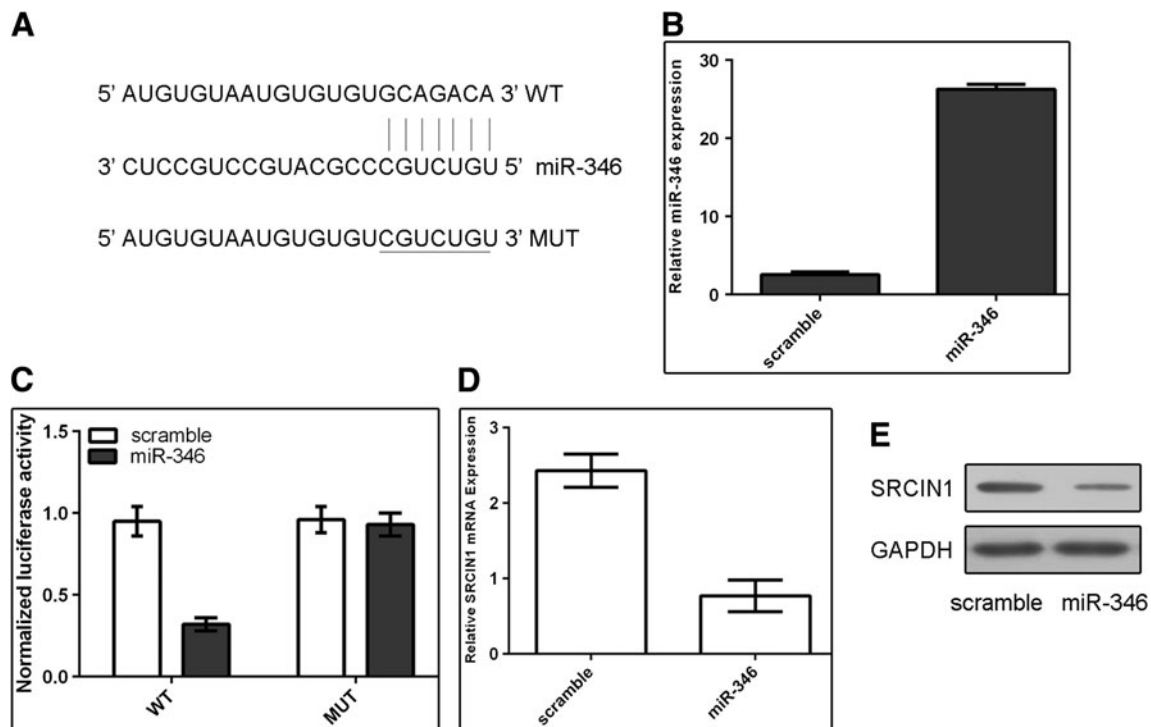 A
5' AUGUGUAAUGUGUGUGCAGACA 3' WT
3' CUCCGUCCGUACGCCCGUCUGU 5' miR-346
5' AUGUGUAAUGUGUGUCGUCUGU 3' MUT
B
Relative miR-346 expression
30
20
10
0
scramble
miR-346
C
Normalized luciferase activity
scramble
miR-346
1.5
1.0
0.5
0.0
WT
MUT
D
Relative SRCIN1 mRNA Expression
3
2
1
0
scramble
miR-346
E
SRCIN1
GAPDH
scramble miR-346